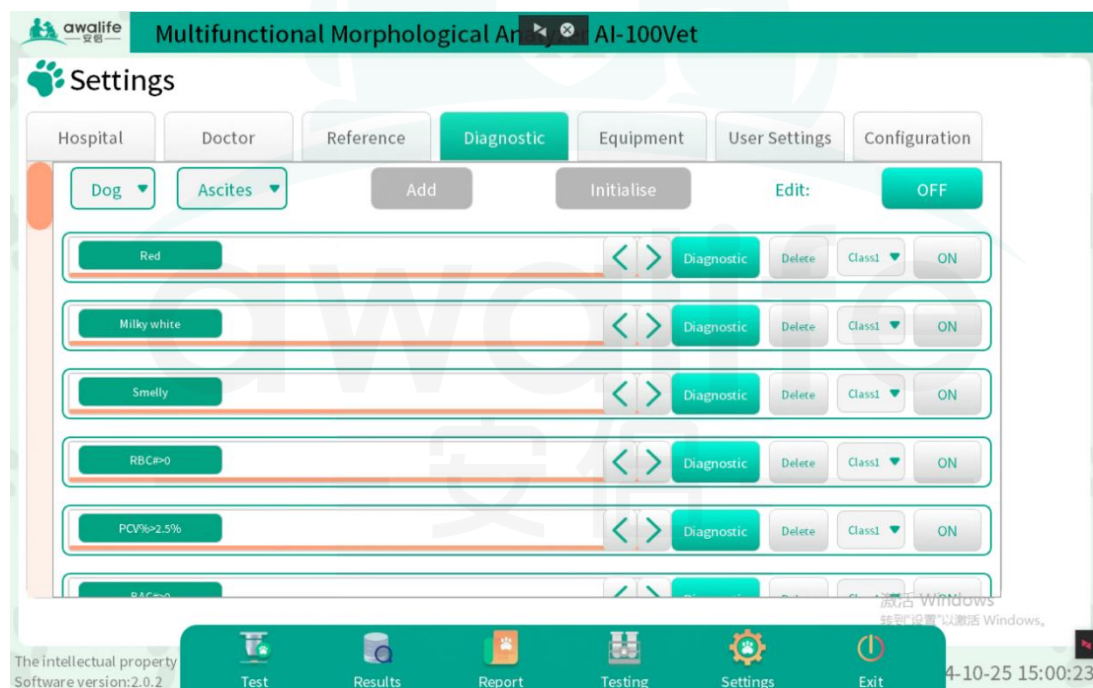 awalife
安侣
Multifunctional Morphological An er AI-100Vet
Settings
Hospital Doctor Reference Diagnostic Equipment User Settings Configuration
Dog Ascites Add Initialise Edit: OFF
Red Diagnostic Delete Class1 ON
Milky white Diagnostic Delete Class1 ON
Smelly Diagnostic Delete Class1 ON
RBC#>0 Diagnostic Delete Class1 ON
PCV%>2.5% Diagnostic Delete Class1 ON
awalife
安侣
激活 Windows
转到"设置"以激活 Windows。
The intellectual property
Software version:2.0.2
Test Results Report Testing Settings Exit
4-10-25 15:00:23